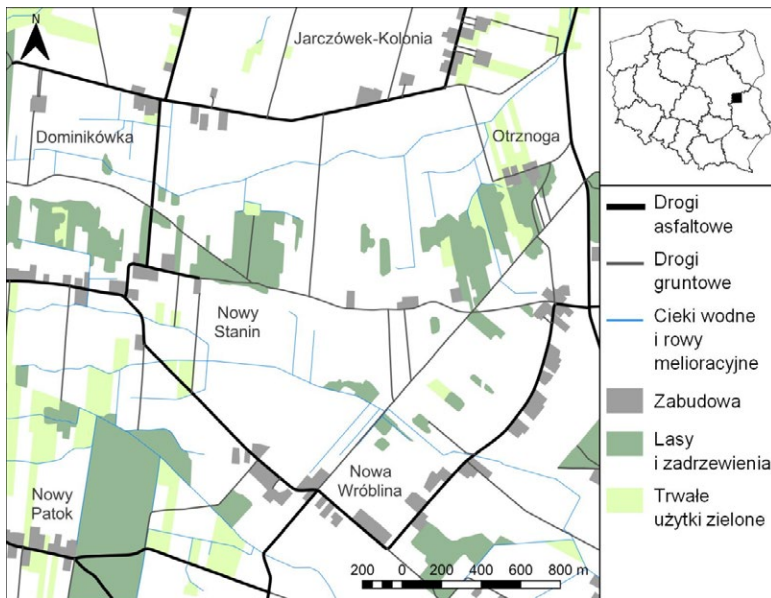 N
Jarczówek-Kolonia
Dominikówka
Otrznoga
Nowy
Stanin
Nowa
Wróblina
Nowy
Patok
200 0 200 400 600 800 m
Drogi
asfaltowe
Drogi
gruntowe
Cieki wodne
i rowy
melioracyjne
Zabudowa
Lasy
i zadrzewienia
Trwałe
użytki zielone